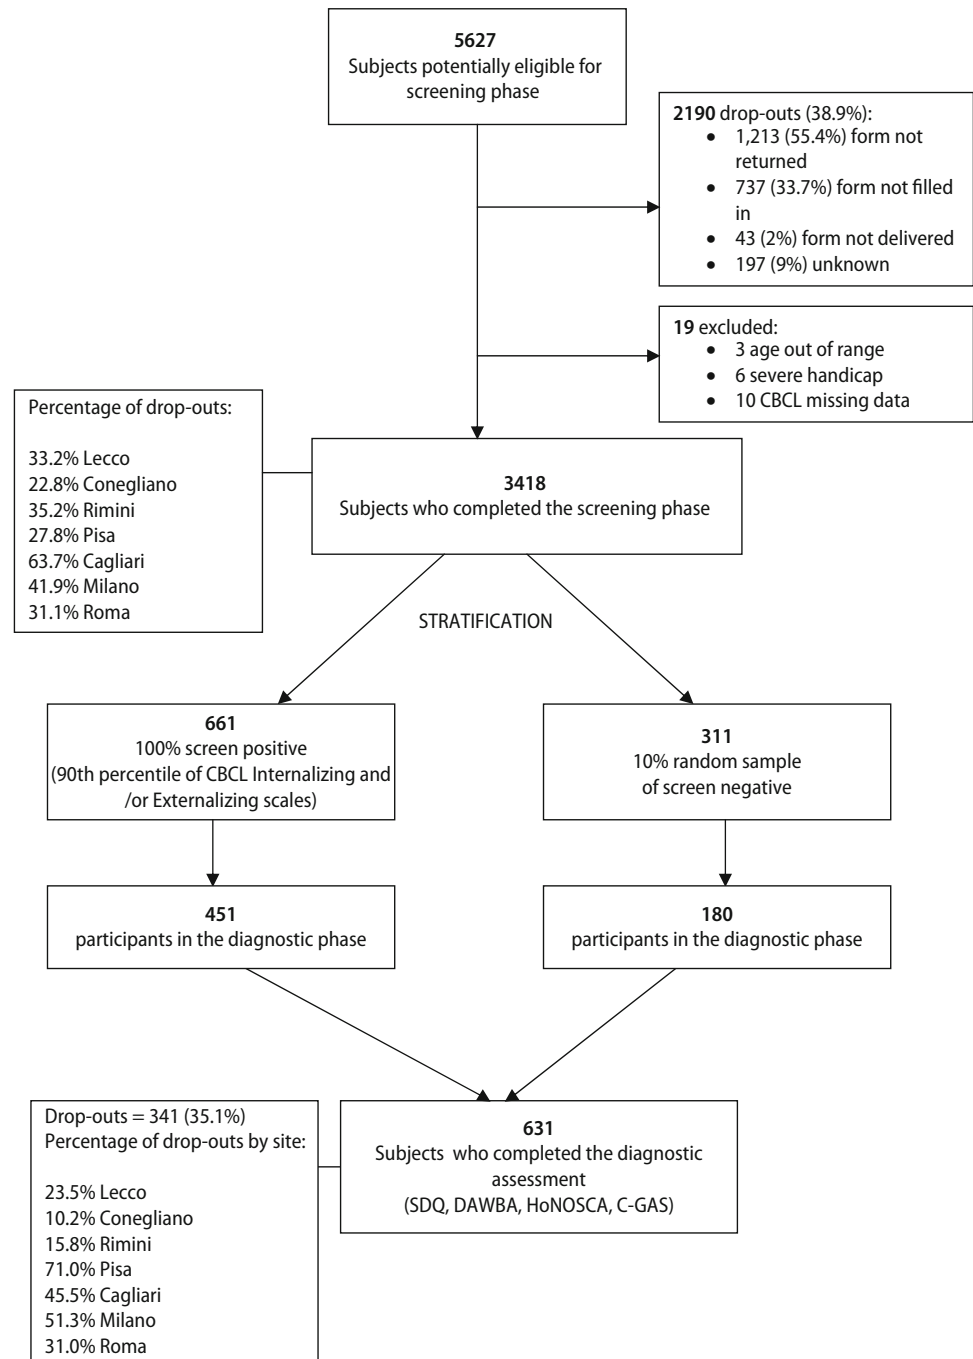 5627
Subjects potentially eligible for
screening phase
2190 drop-outs (38.9%):
• 1,213 (55.4%) form not
returned
• 737 (33.7%) form not filled
in
• 43 (2%) form not delivered
• 197 (9%) unknown
19 excluded:
• 3 age out of range
• 6 severe handicap
• 10 CBCL missing data
Percentage of drop-outs:
33.2% Lecco
22.8% Conegliano
35.2% Rimini
27.8% Pisa
63.7% Cagliari
41.9% Milano
31.1% Roma
3418
Subjects who completed the screening phase
STRATIFICATION
661
100% screen positive
(90th percentile of CBCL Internalizing and
/or Externalizing scales)
311
10% random sample
of screen negative
451
participants in the diagnostic phase
180
participants in the diagnostic phase
Drop-outs = 341 (35.1%)
Percentage of drop-outs by site:
23.5% Lecco
10.2% Conegliano
15.8% Rimini
71.0% Pisa
45.5% Cagliari
51.3% Milano
31.0% Roma
631
Subjects who completed the diagnostic
assessment
(SDQ, DAWBA, HoNOSCA, C-GAS)